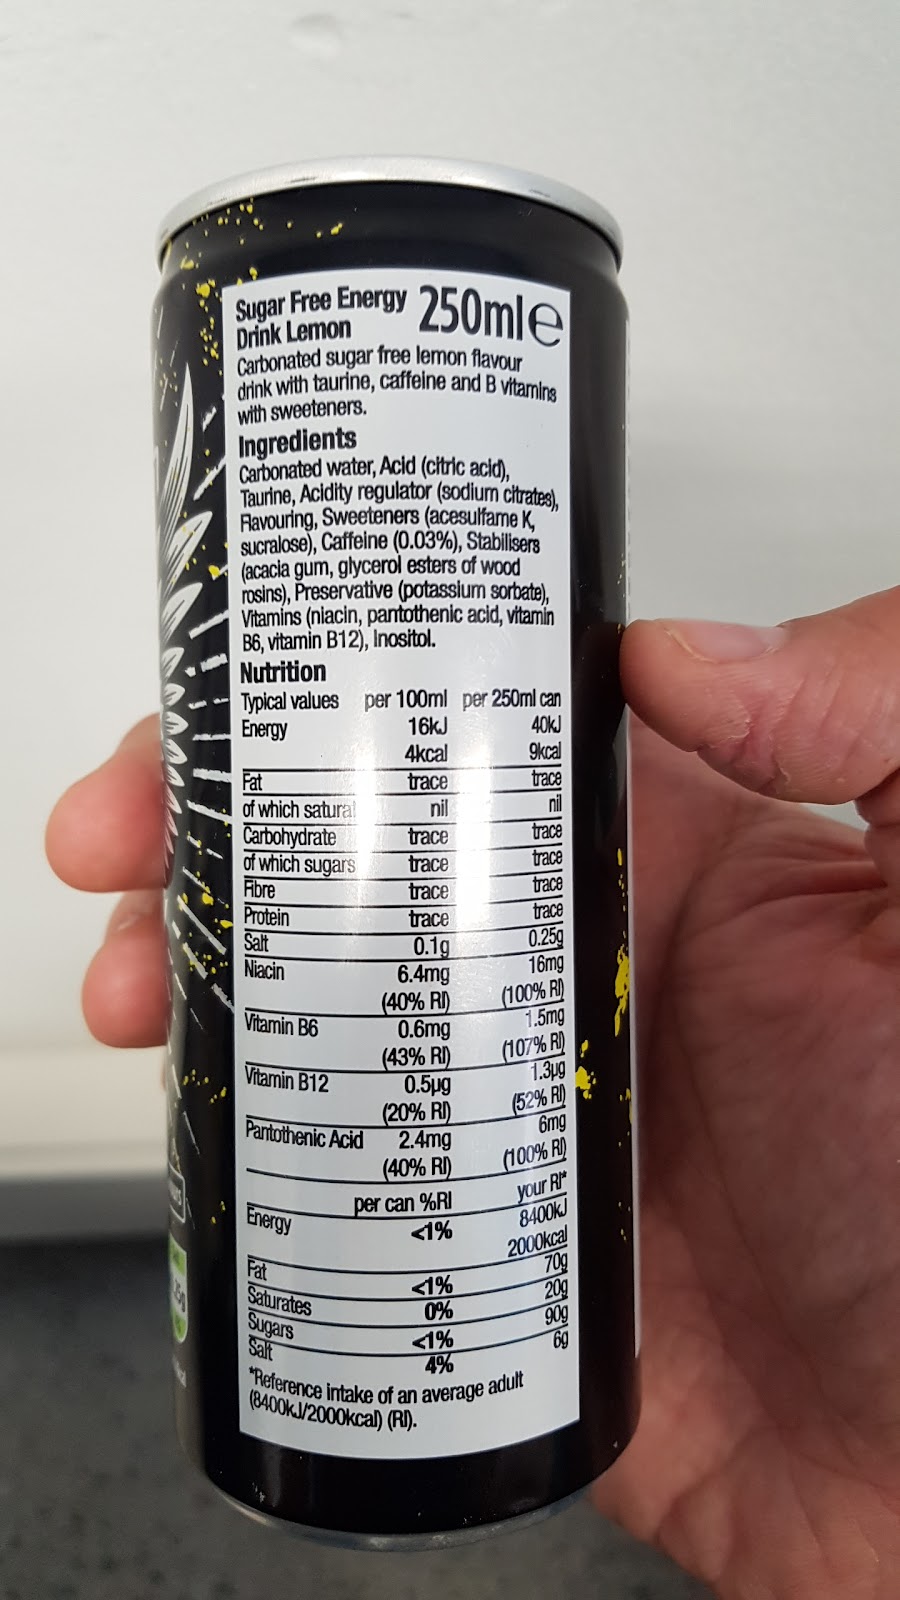 Sugar Free Energy 250ml℮
Drink Lemon
Carbonated sugar free lemon flavour
drink with taurine, caffeine and B vitamins
with sweeteners.
Ingredients
Carbonated water, Acid (citric acid),
Taurine, Acidity regulator (sodium citrates),
Flavouring, Sweeteners (acesulfame K,
sucralose), Caffeine (0.03%), Stabilisers
(acacia gum, glycerol esters of wood
rosins), Preservative (potassium sorbate),
Vitamins (niacin, pantothenic acid, vitamin
B6, vitamin B12), Inositol.
Nutrition
Typical values per 100ml per 250ml can
Energy 16kJ 40kJ
4kcal 9kcal
Fat trace trace
of which nil nil
Carbohydrate trace trace
of which sugars trace trace
Fibre trace trace
Protein trace trace
Salt 0.1g 0.25g
Niacin 6.4mg 16mg
(40% RI) (100% RI)
Vitamin B6 0.6mg 1.5mg
(43% RI) (107% RI)
Vitamin B12 0.5µg 1.3µg
(20% RI) (52% RI)
Pantothenic Acid 2.4mg 6mg
(40% RI) (100% RI)
per can %RI your RI*
Energy <1% 8400kJ
2000kcal
Fat <1% 70g
Saturates 0% 20g
Sugars <1% 90g
Salt 4% 6g
*Reference intake of an average adult
(8400kJ/2000kcal) (RI).